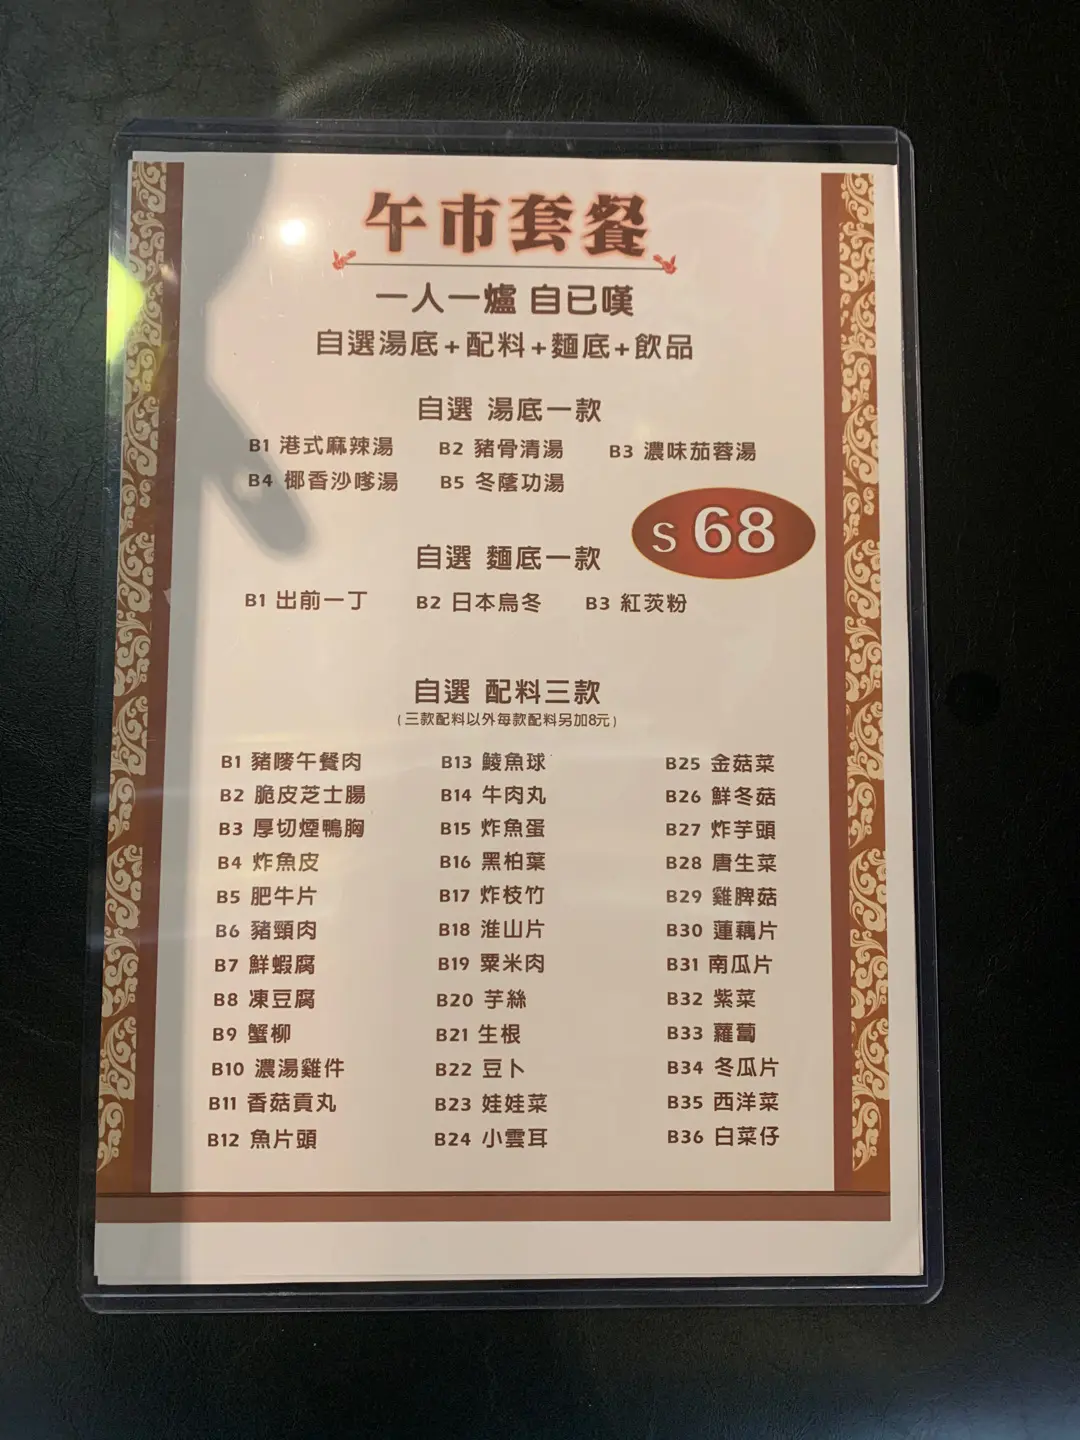 午市套餐
一人一爐 自已嘆
自選湯底+配料+麵底+飲品
自選 湯底一款
B1 港式麻辣湯 B2 豬骨清湯 B3 濃味茄蓉湯
B4 椰香沙嗲湯 B5 冬蔭功湯
S 68
自選 麵底一款
B1 出前一丁 B2 日本烏冬 B3 紅茨粉
自選 配料三款
(三款配料以外每款配料另加8元)
B1 豬嘜午餐肉 B13 鯪魚球 B25 金菇菜
B2 脆皮芝士腸 B14 牛肉丸 B26 鮮冬菇
B3 厚切煙鴨胸 B15 炸魚蛋 B27 炸芋頭
B4 炸魚皮 B16 黑柏葉 B28 唐生菜
B5 肥牛片 B17 炸枝竹 B29 雞脾菇
B6 豬頸肉 B18 淮山片 B30 蓮藕片
B7 鮮蝦腐 B19 粟米肉 B31 南瓜片
B8 凍豆腐 B20 芋絲 B32 紫菜
B9 蟹柳 B21 生根 B33 蘿蔔
B10 濃湯雞件 B22 豆卜 B34 冬瓜片
B11 香菇貢丸 B23 娃娃菜 B35 西洋菜
B12 魚片頭 B24 小雲耳 B36 白菜仔